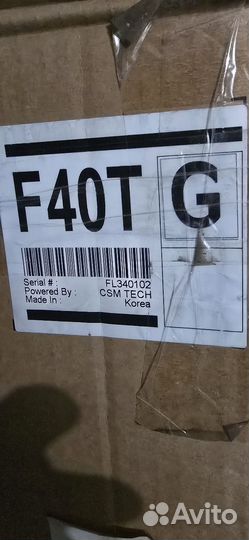 F40T G
Serial # : FL340102
Powered By : CSM TECH
Made In : Korea
Avito